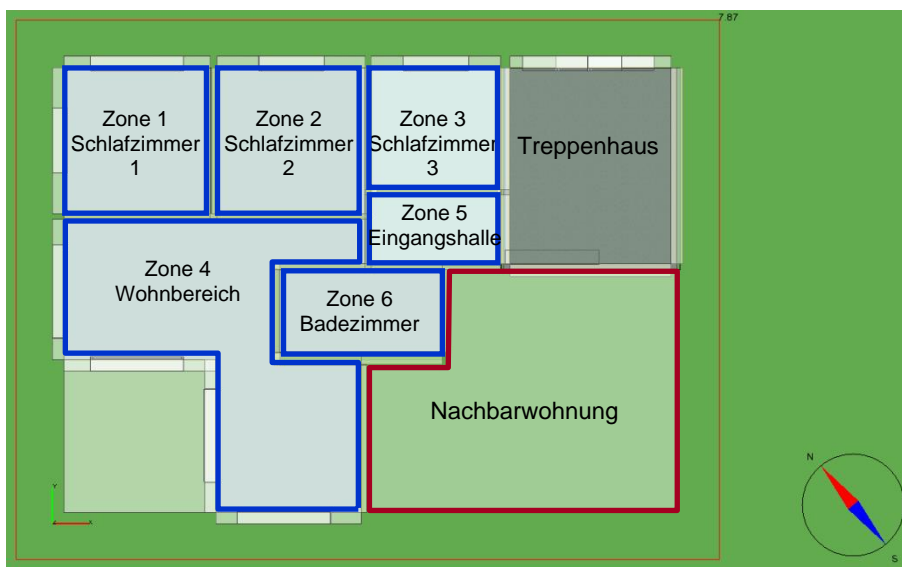 7.87
Zone 1
Schlafzimmer
1
Zone 2
Schlafzimmer
2
Zone 3
Schlafzimmer
3
Treppenhaus
Zone 5
Eingangshalle
Zone 4
Wohnbereich
Zone 6
Badezimmer
Nachbarwohnung
N
S
Y
X